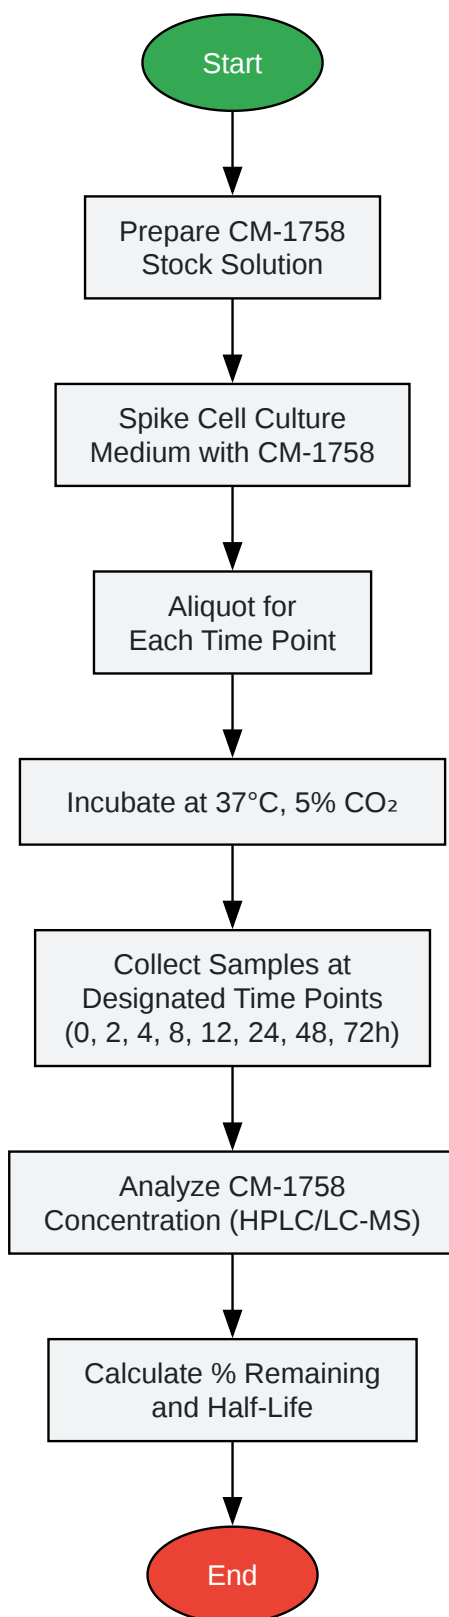 Start
Prepare CM-1758
Stock Solution
Spike Cell Culture
Medium with CM-1758
Aliquot for
Each Time Point
Incubate at 37°C, 5% CO₂
Collect Samples at
Designated Time Points
(0, 2, 4, 8, 12, 24, 48, 72h)
Analyze CM-1758
Concentration (HPLC/LC-MS)
Calculate % Remaining
and Half-Life
End